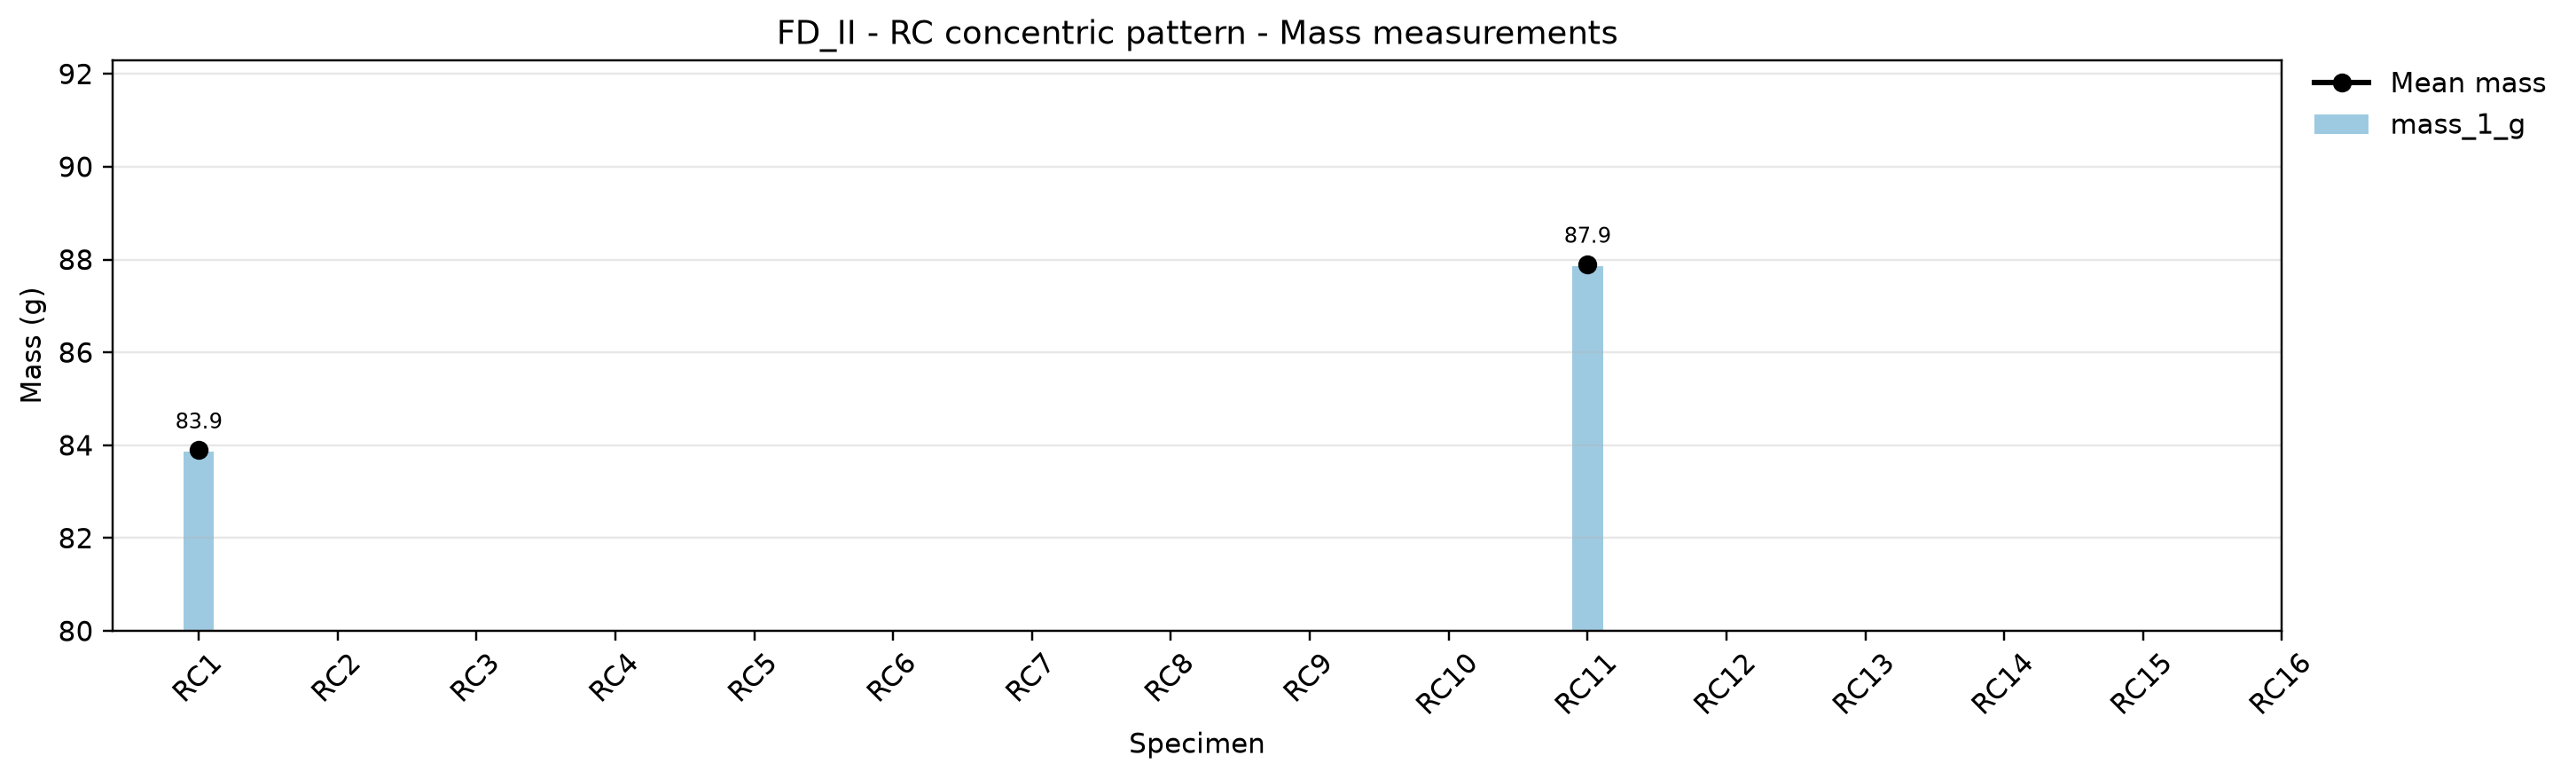 FD_II - RC concentric pattern - Mass measurements
Mean mass
mass_1_g
92
90
88
86
84
82
80
Mass (g)
83.9
87.9
RC1
RC2
RC3
RC4
RC5
RC6
RC7
RC8
RC9
RC10
RC11
RC12
RC13
RC14
RC15
RC16
Specimen